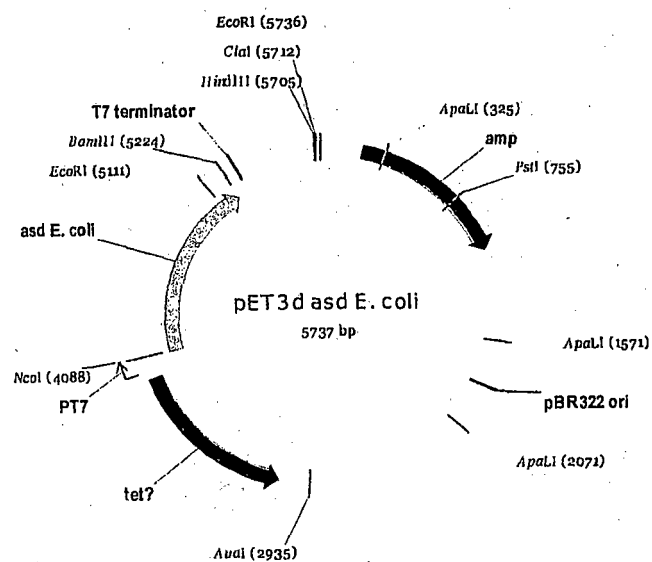 EcoRI (5736)
ClaI (5712)
HindIII (5705)
T7 terminator
BamHI (5224)
EcoRI (5111)
ApaLI (325)
amp
PstI (755)
asd E. coli
pET3d asd E. coli
5737 bp
ApaLI (1571)
NcoI (4088)
PT7
pBR322 ori
ApaLI (2071)
tet?
AvaI (2935)